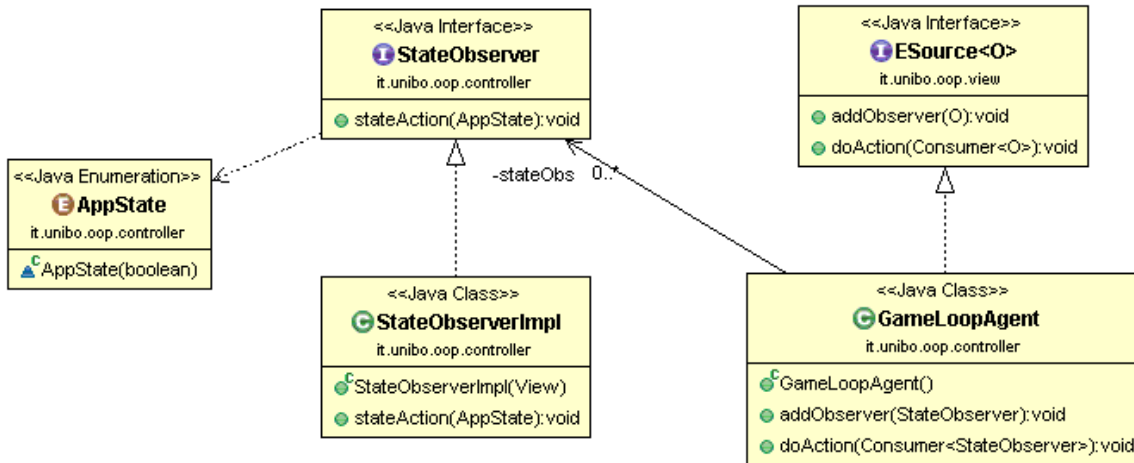 <<Java Interface>>
I StateObserver
it.unibo.oop.controller
stateAction(AppState):void
<<Java Interface>>
I ESource<O>
it.unibo.oop.view
addObserver(O):void
doAction(Consumer<O>):void
<<Java Enumeration>>
E AppState
it.unibo.oop.controller
C AppState(boolean)
-stateObs 0..*
<<Java Class>>
C StateObserverImpl
it.unibo.oop.controller
C StateObserverImpl(View)
stateAction(AppState):void
<<Java Class>>
C GameLoopAgent
it.unibo.oop.controller
C GameLoopAgent()
addObserver(StateObserver):void
doAction(Consumer<StateObserver>):void